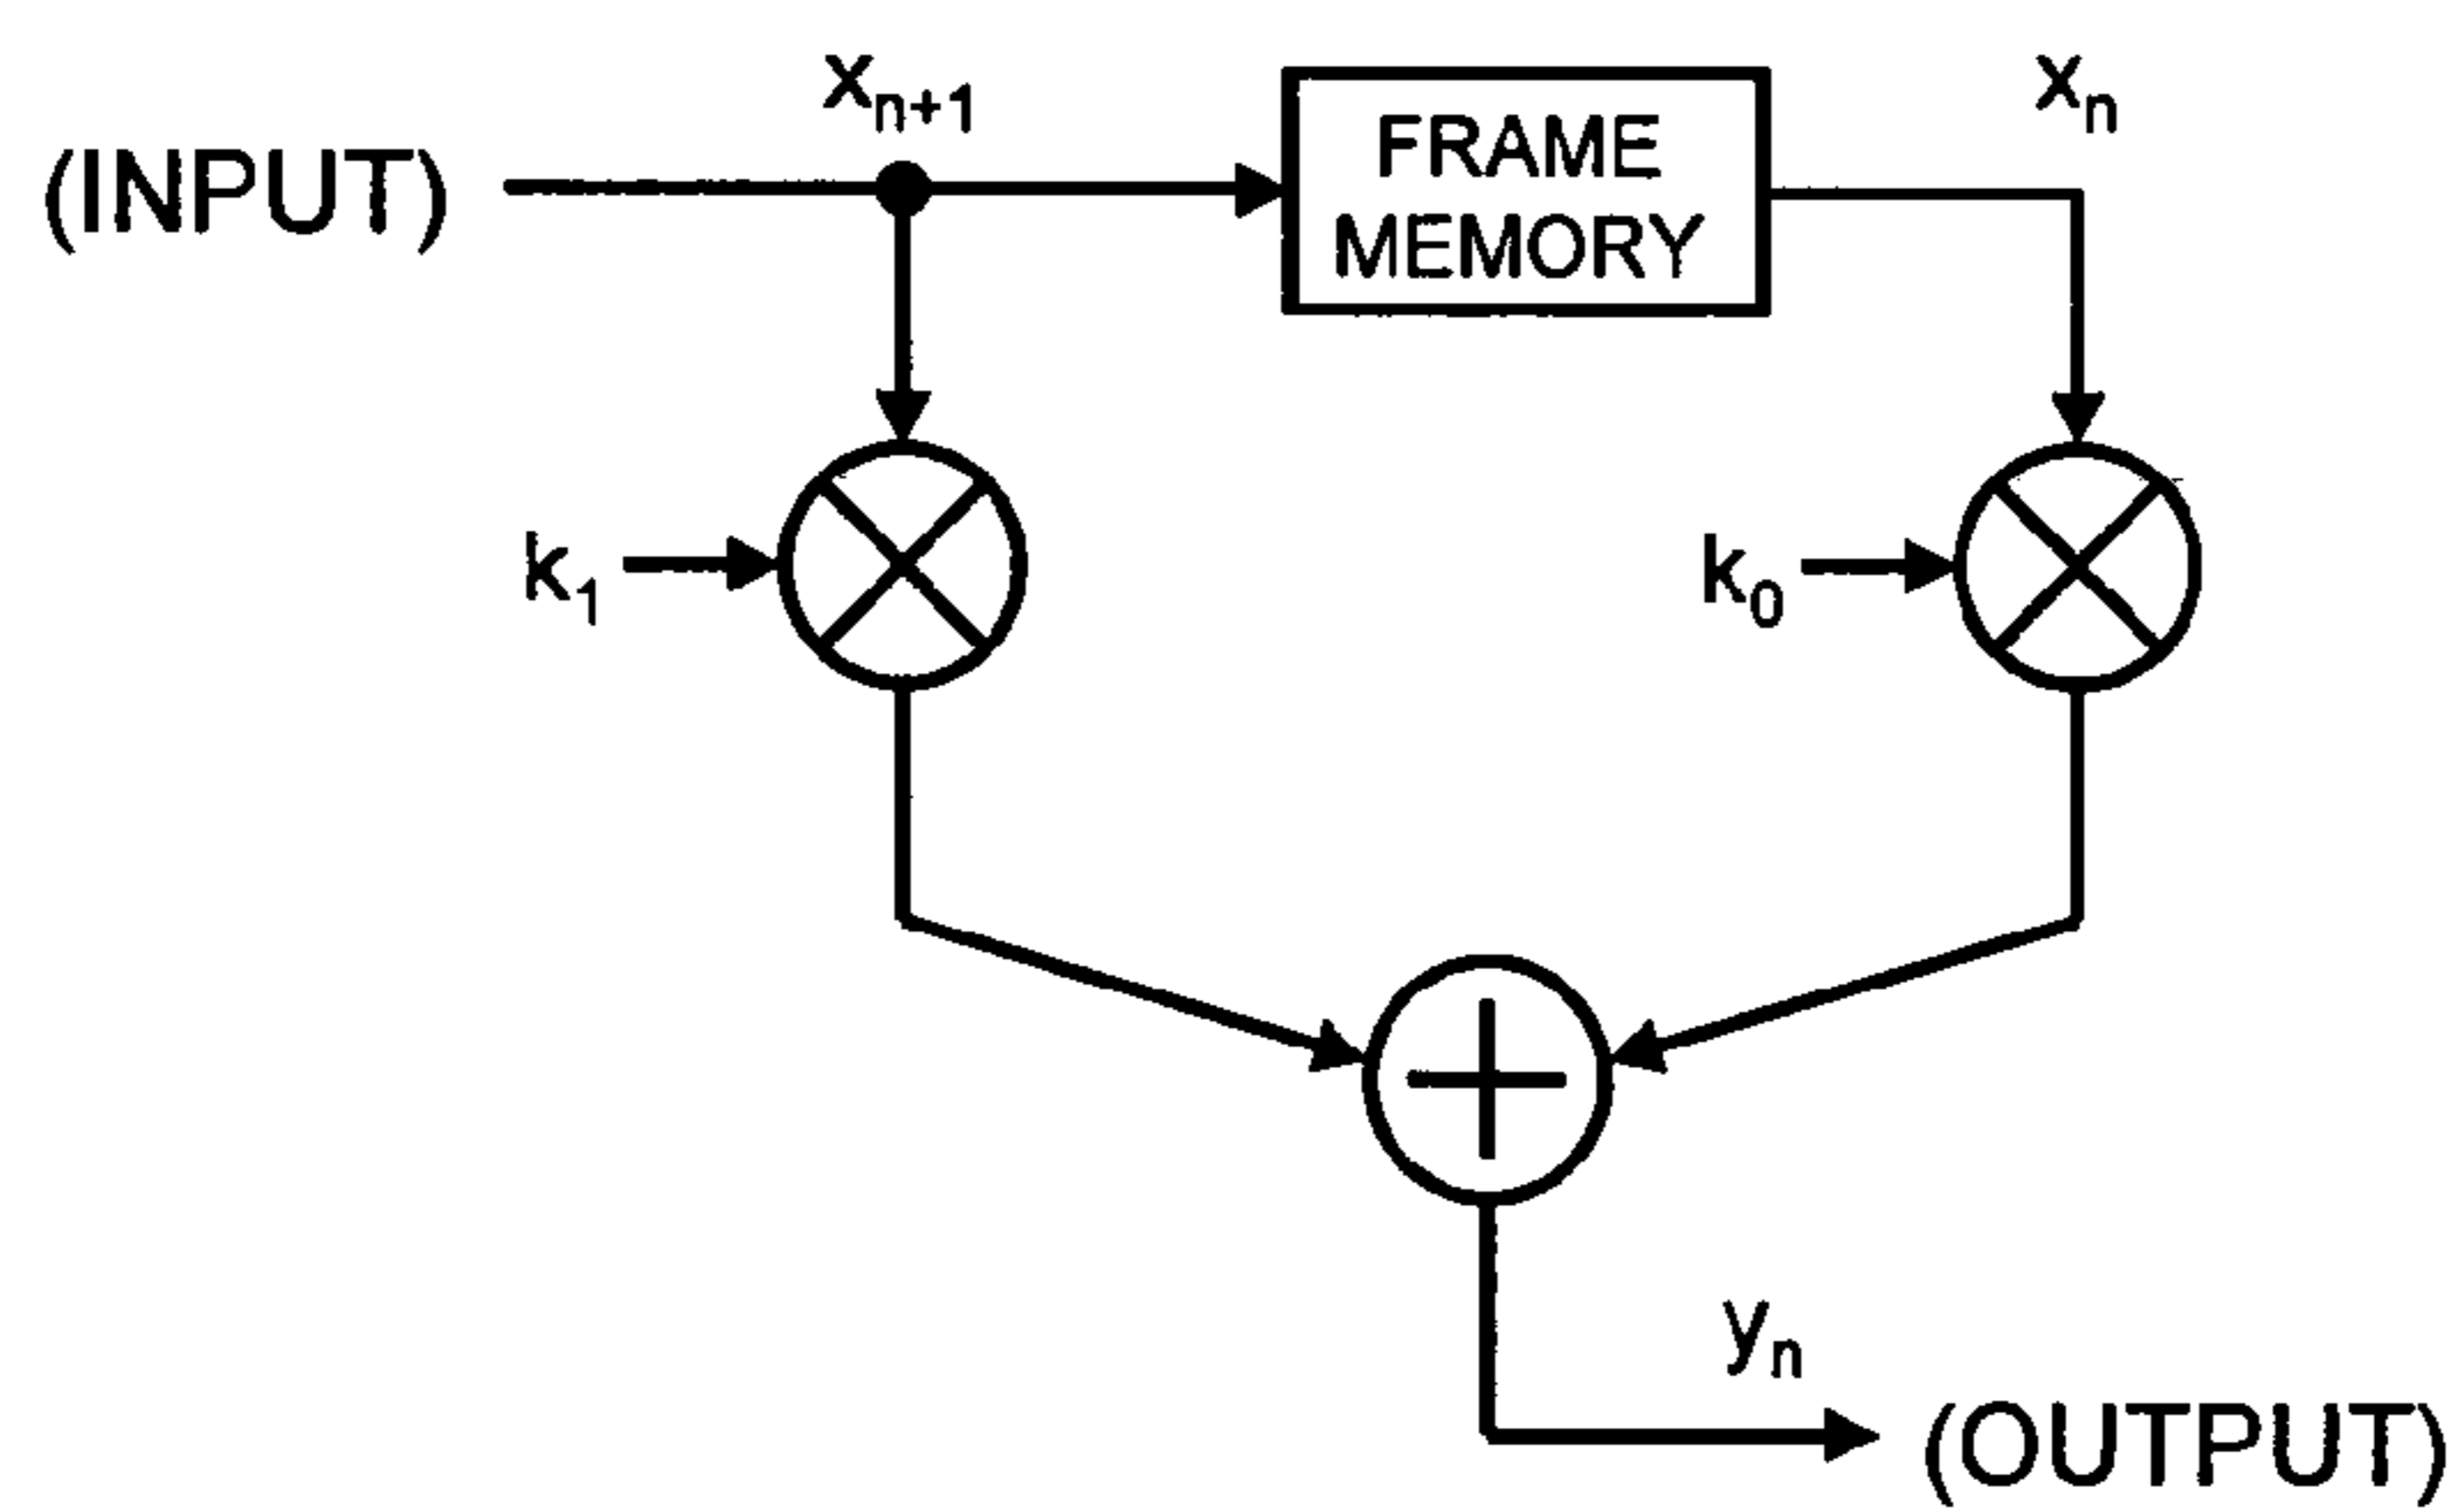 x_{n+1}
x_n
(INPUT)
FRAME
MEMORY
k_1
k_0
y_n
(OUTPUT)